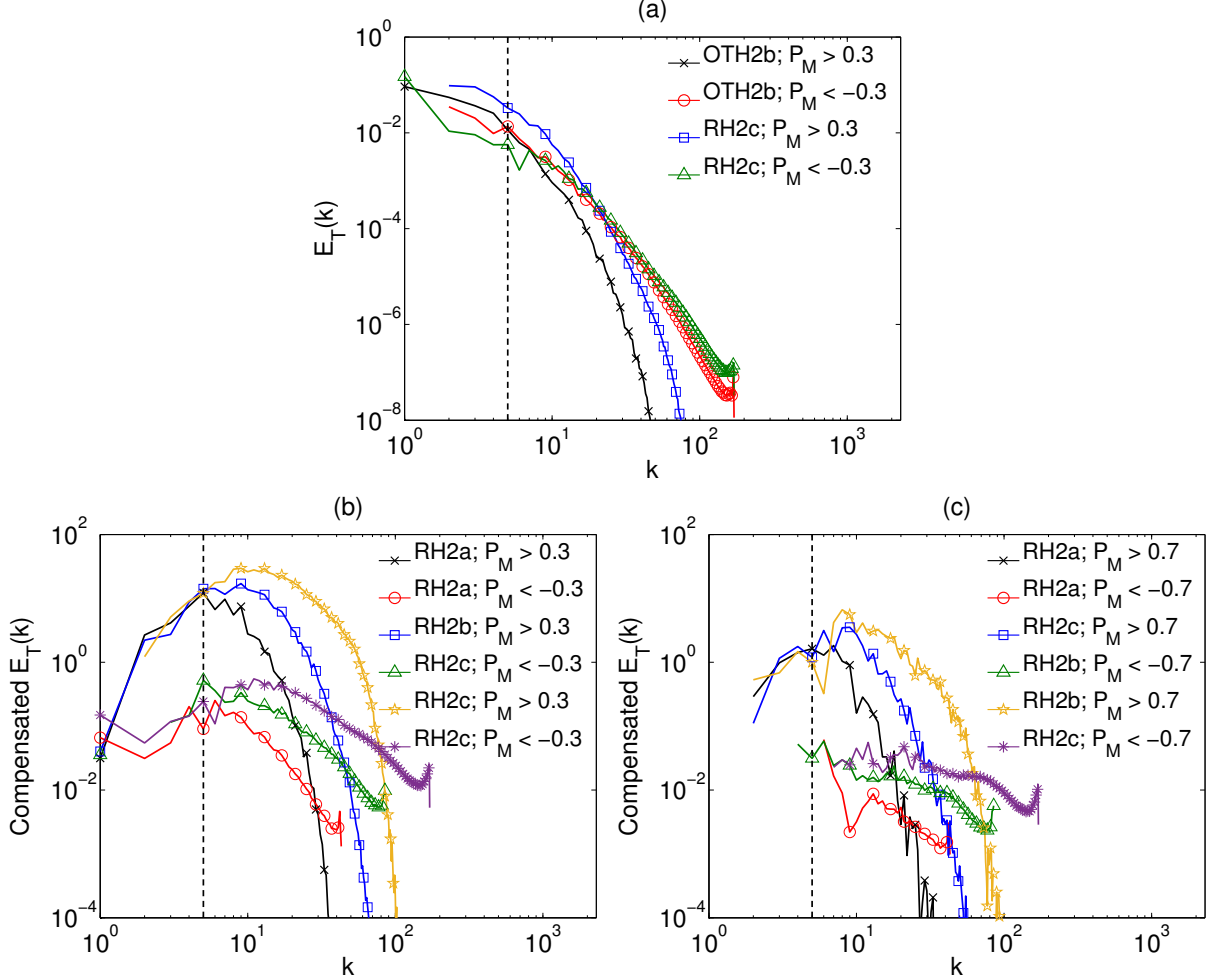 (a)
10^0
10^-2
10^-4
10^-6
10^-8
E_T(k)
OTH2b; P_M > 0.3
OTH2b; P_M < -0.3
RH2c; P_M > 0.3
RH2c; P_M < -0.3
10^0
10^1
10^2
10^3
k
(b)
10^2
10^0
10^-2
10^-4
Compensated E_T(k)
RH2a; P_M > 0.3
RH2a; P_M < -0.3
RH2b; P_M > 0.3
RH2c; P_M < -0.3
RH2c; P_M > 0.3
RH2c; P_M < -0.3
10^0
10^1
10^2
10^3
k
(c)
10^2
10^0
10^-2
10^-4
Compensated E_T(k)
RH2a; P_M > 0.7
RH2a; P_M < -0.7
RH2c; P_M > 0.7
RH2b; P_M < -0.7
RH2b; P_M > 0.7
RH2c; P_M < -0.7
10^0
10^1
10^2
10^3
k